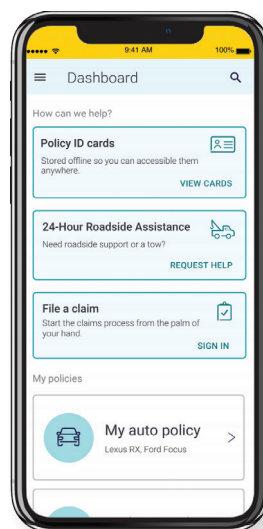 9:41 AM
100%
Dashboard
How can we help?
Policy ID cards
Stored offline so you can accessible them
anywhere.
VIEW CARDS
24-Hour Roadside Assistance
Need roadside support or a tow?
REQUEST HELP
File a claim
Start the claims process from the palm of
your hand.
SIGN IN
My policies
My auto policy
Lexus RX, Ford Focus